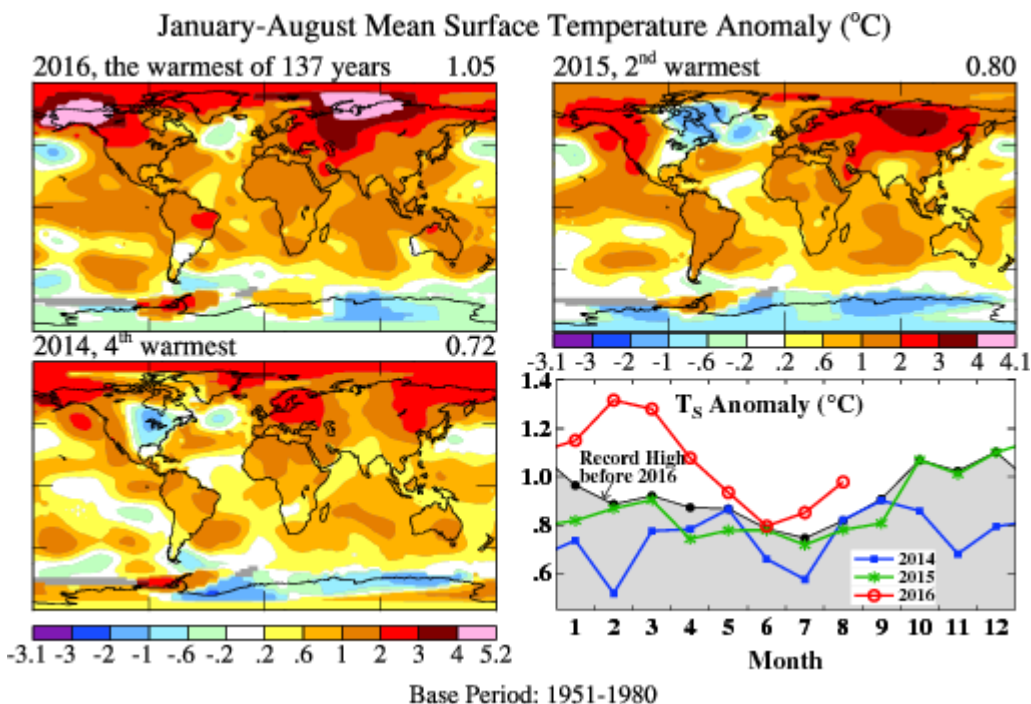 January-August Mean Surface Temperature Anomaly (°C)
2016, the warmest of 137 years 1.05
2015, 2nd warmest 0.80
2014, 4th warmest 0.72
-3.1 -3 -2 -1 -.6 -.2 .2 .6 1 2 3 4 4.1
1.4
1.2
1.0
.8
.6
Ts Anomaly (°C)
Record High
before 2016
2014
2015
2016
1 2 3 4 5 6 7 8 9 10 11 12
Month
-3.1 -3 -2 -1 -.6 -.2 .2 .6 1 2 3 4 5.2
Base Period: 1951-1980